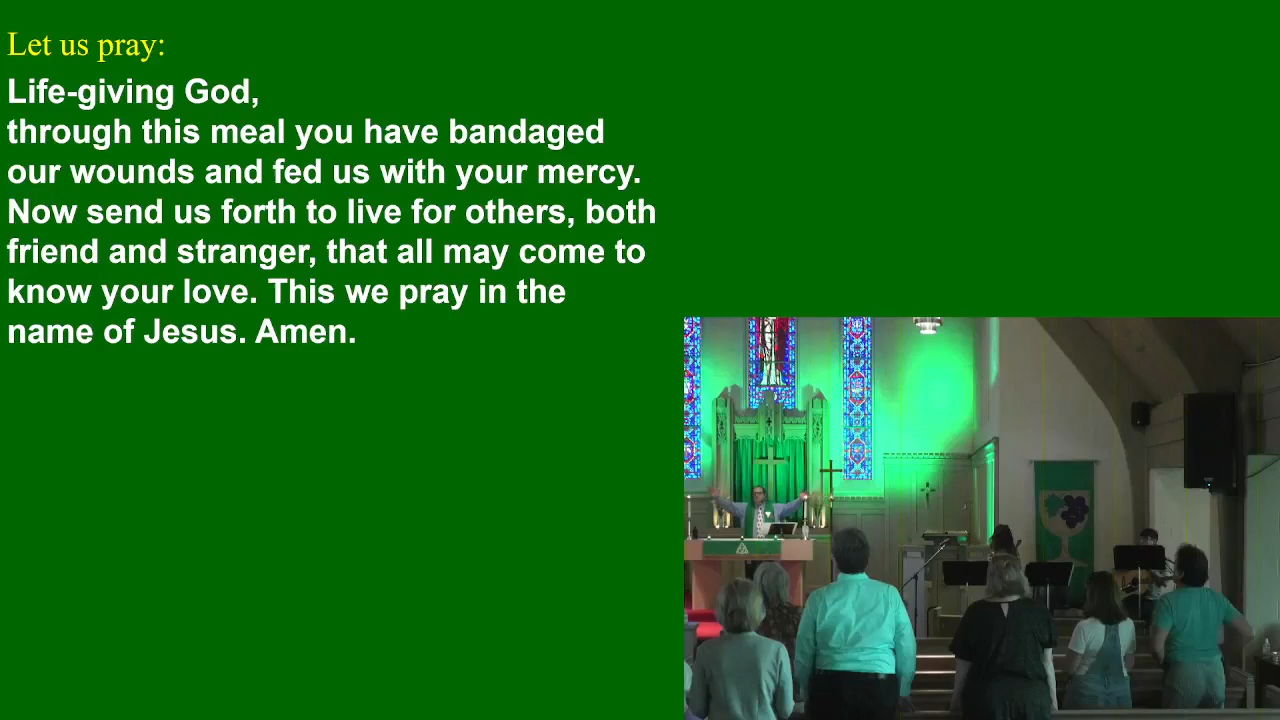 Let us pray:
Life-giving God,
through this meal you have bandaged
our wounds and fed us with your mercy.
Now send us forth to live for others, both
friend and stranger, that all may come to
know your love. This we pray in the
name of Jesus. Amen.